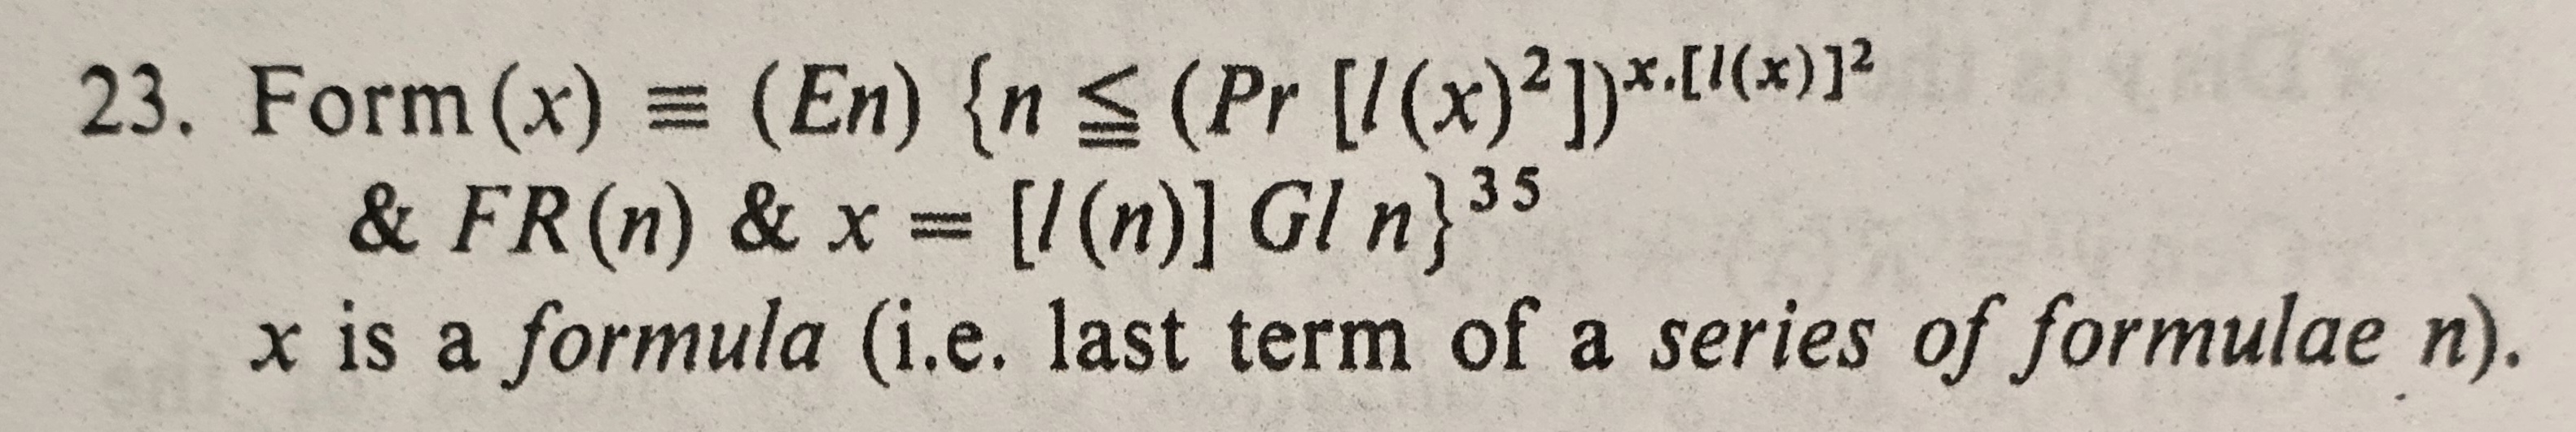 23. Form(x) ≡ (En) {n ≦ (Pr [l(x)²])^{x.[l(x)]²}
& FR(n) & x = [l(n)] Gl n}³⁵
x is a formula (i.e. last term of a series of formulae n).